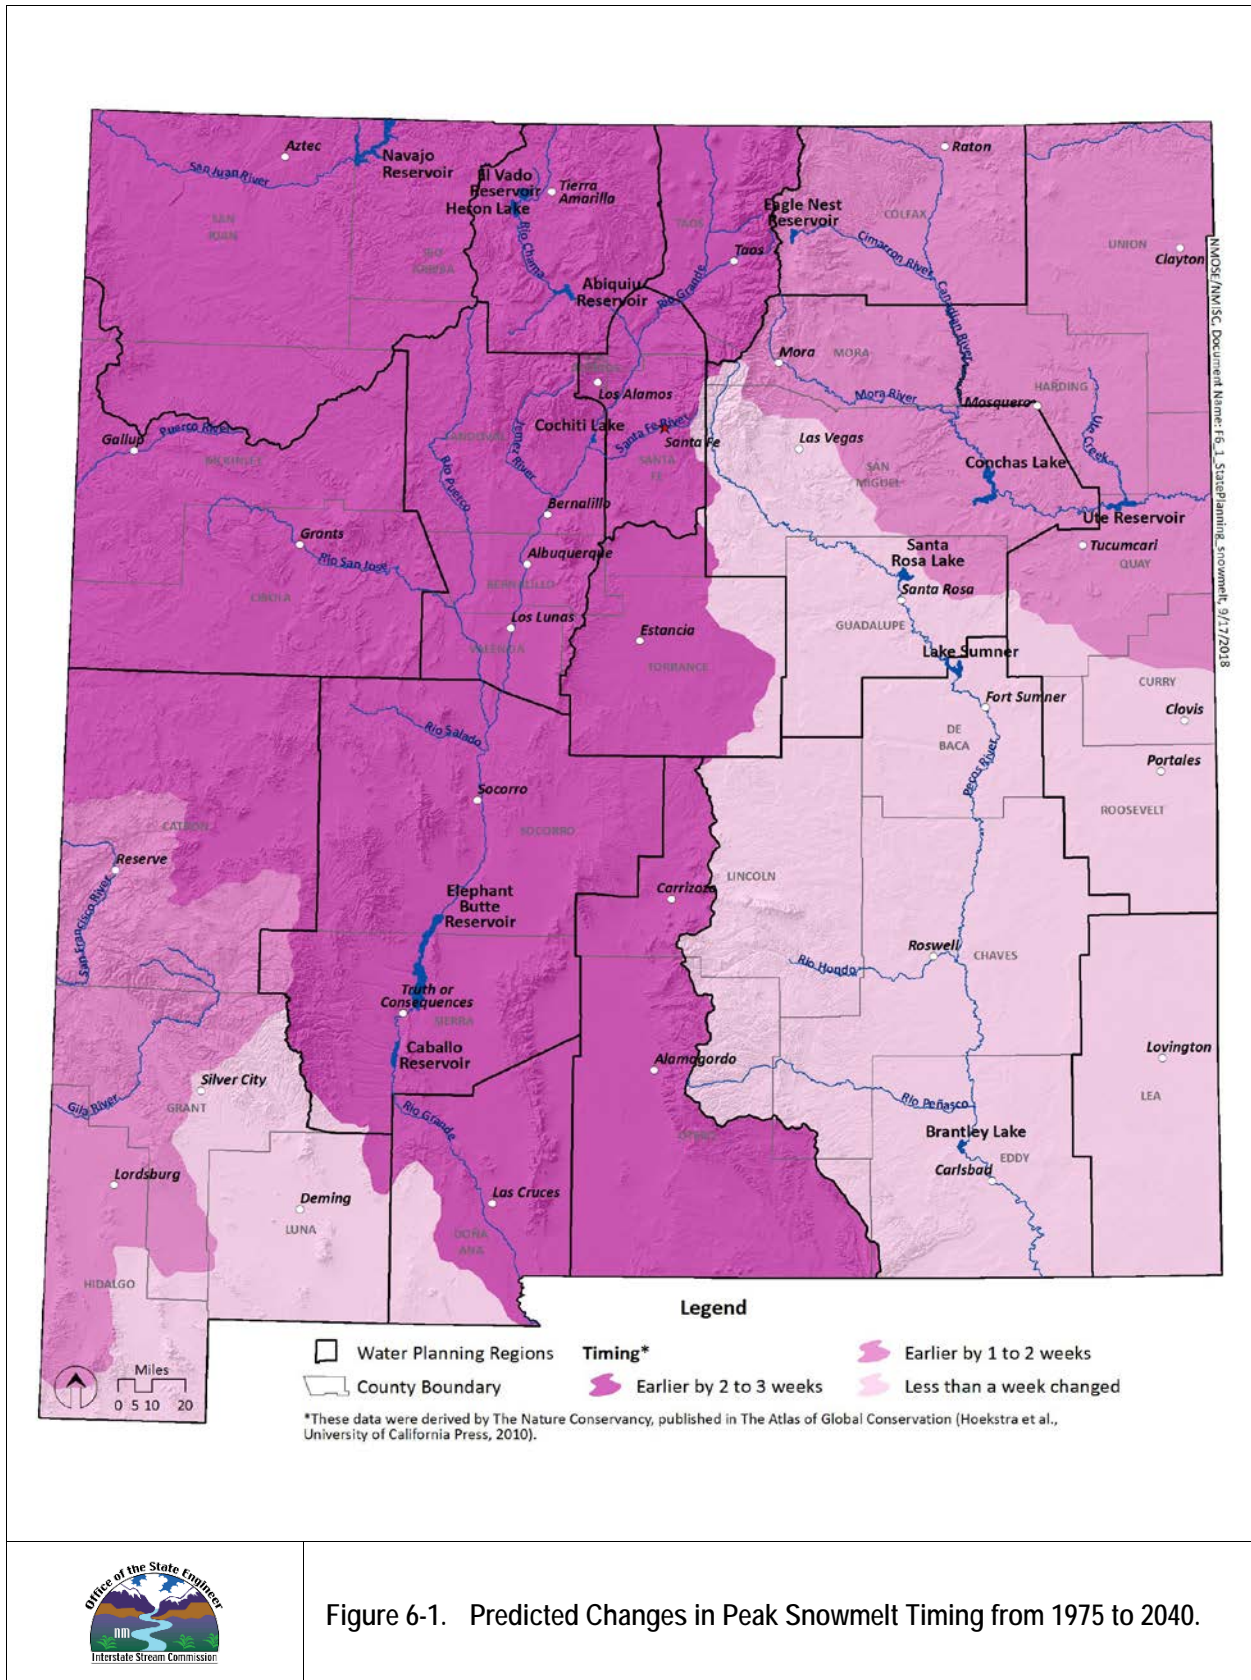 Aztec
San Juan River
Navajo
Reservoir
El Vado
Reservoir
Heron Lake
Tierra
Amarilla
Rio Chama
SAN
JUAN
RIO
ARRIBA
TAOS
Taos
Eagle Nest
Reservoir
Raton
COLFAX
Cimarron River
Canadian River
UNION
Clayton
Abiquiu
Reservoir
Rio Grande
Mora
MORA
Mora River
HARDING
Mosquero
Ute Creek
Los Alamos
Cochiti Lake
Jemez River
SANDOVAL
Rio Puerco
Santa Fe River
Santa Fe
SANTA
FE
Las Vegas
SAN
MIGUEL
Conchas Lake
Ute Reservoir
Tucumcari
QUAY
Gallup
Puerco River
MCKINLEY
Grants
Rio San Jose
CIBOLA
Bernalillo
Albuquerque
BERNALILLO
Los Lunas
VALENCIA
Estancia
TORRANCE
Santa
Rosa Lake
Santa Rosa
GUADALUPE
Lake Sumner
Fort Sumner
DE
BACA
Pecos River
CURRY
Clovis
Portales
ROOSEVELT
Rio Salado
Socorro
SOCORRO
CATRON
Reserve
San Francisco River
Elephant
Butte
Reservoir
Carrizozo
LINCOLN
Roswell
Rio Hondo
CHAVES
Truth or
Consequences
SIERRA
Caballo
Reservoir
Alamogordo
Rio Peñasco
OTERO
Lovington
LEA
Brantley Lake
Carlsbad
EDDY
Silver City
GRANT
Gila River
Rio Grande
Lordsburg
Deming
LUNA
Las Cruces
DOÑA
ANA
HIDALGO
NMOSE/NMISC, Document Name: F6_1_StatePlanning_snowmelt, 9/17/2018
Miles
0 5 10 20
Legend
Water Planning Regions
County Boundary
Timing*
Earlier by 2 to 3 weeks
Earlier by 1 to 2 weeks
Less than a week changed
*These data were derived by The Nature Conservancy, published in The Atlas of Global Conservation (Hoekstra et al.,
University of California Press, 2010).
Office of the State Engineer
nm
Interstate Stream Commission
Figure 6-1. Predicted Changes in Peak Snowmelt Timing from 1975 to 2040.